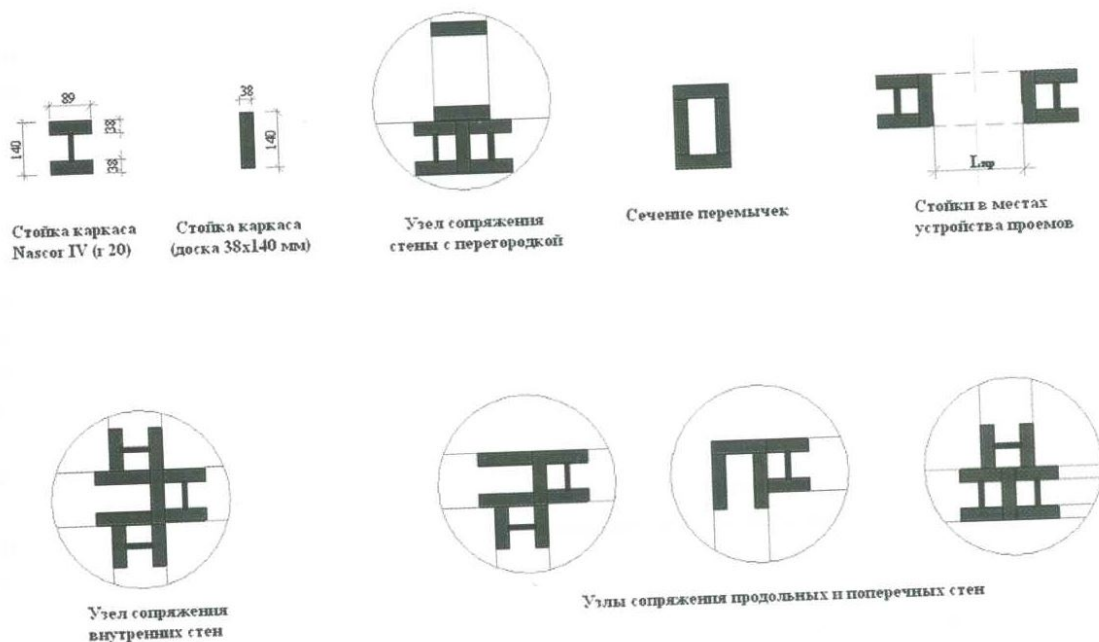 89
38
140
38
38
140
Lпр
Стойка каркаса
Nascor IV (г 20)
Стойка каркаса
(доска 38x140 мм)
Узел сопряжения
стены с перегородкой
Сечение перемычек
Стойки в местах
устройства проемов
Узел сопряжения
внутренних стен
Узлы сопряжения продольных и поперечных стен